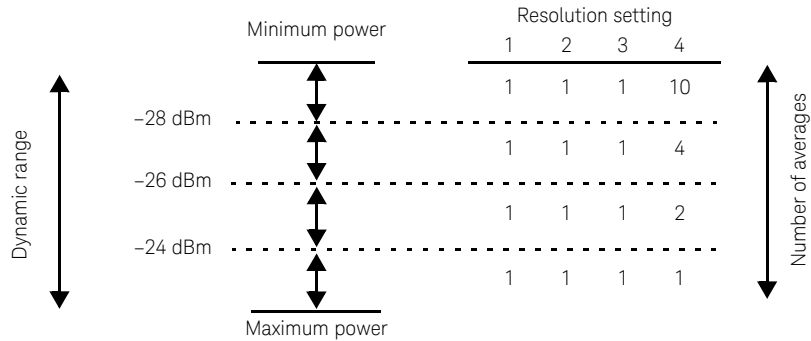 Minimum power
Resolution setting
1 2 3 4
1 1 1 10
–28 dBm
1 1 1 4
–26 dBm
1 1 1 2
–24 dBm
1 1 1 1
Maximum power
Dynamic range
Number of averages